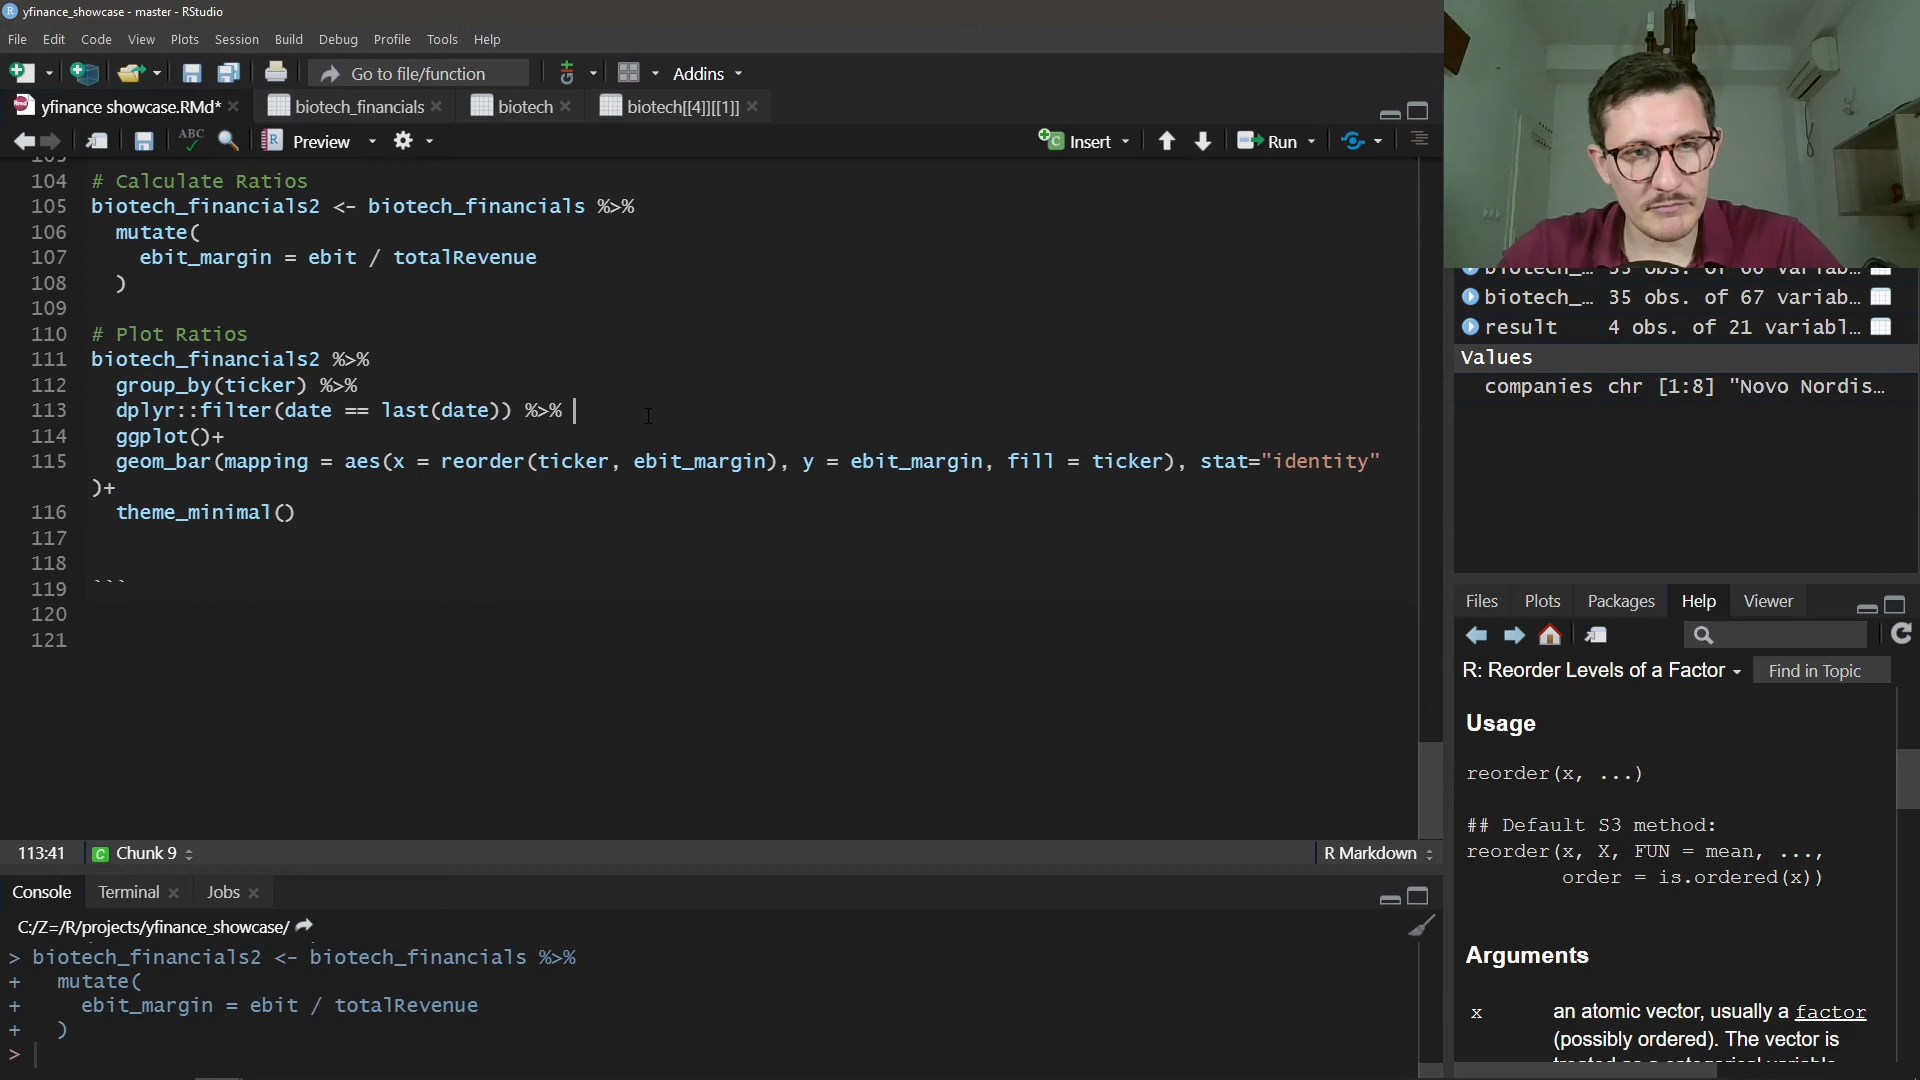 yfinance_showcase - master - RStudio
File Edit Code View Plots Session Build Debug Profile Tools Help
Go to file/function Addins
yfinance showcase.RMd* biotech_financials biotech biotech[[4]][[1]]
ABC Preview Insert Run
104 # Calculate Ratios
105 biotech_financials2 <- biotech_financials %>%
106 mutate(
107 ebit_margin = ebit / totalRevenue
108 )
109
110 # Plot Ratios
111 biotech_financials2 %>%
112 group_by(ticker) %>%
113 dplyr::filter(date == last(date)) %>%
114 ggplot()+
115 geom_bar(mapping = aes(x = reorder(ticker, ebit_margin), y = ebit_margin, fill = ticker), stat="identity"
)+
116 theme_minimal()
117
118
119 ```
120
121
113:41 Chunk 9 R Markdown
Console Terminal Jobs
C:/Z=/R/projects/yfinance_showcase/
> biotech_financials2 <- biotech_financials %>%
+ mutate(
+ ebit_margin = ebit / totalRevenue
+ )
>
biotech_… 35 obs. of 67 variab…
result 4 obs. of 21 variabl…
Values
companies chr [1:8] "Novo Nordis…
Files Plots Packages Help Viewer
R: Reorder Levels of a Factor Find in Topic
Usage
reorder(x, ...)
## Default S3 method:
reorder(x, X, FUN = mean, ...,
order = is.ordered(x))
Arguments
x an atomic vector, usually a factor
(possibly ordered). The vector is